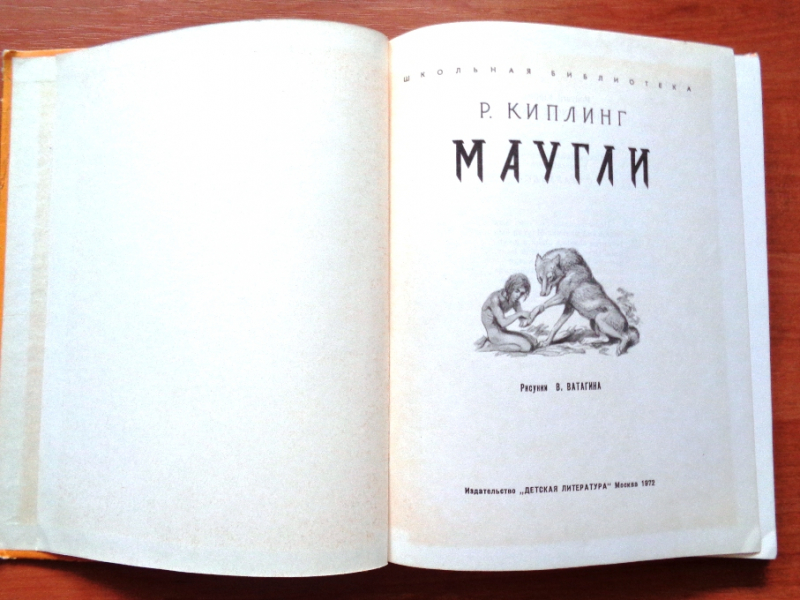 ШКОЛЬНАЯ БИБЛИОТЕКА
Р. КИПЛИНГ
МАУГЛИ
Рисунки В. ВАТАГИНА
Издательство „ДЕТСКАЯ ЛИТЕРАТУРА“ Москва 1972